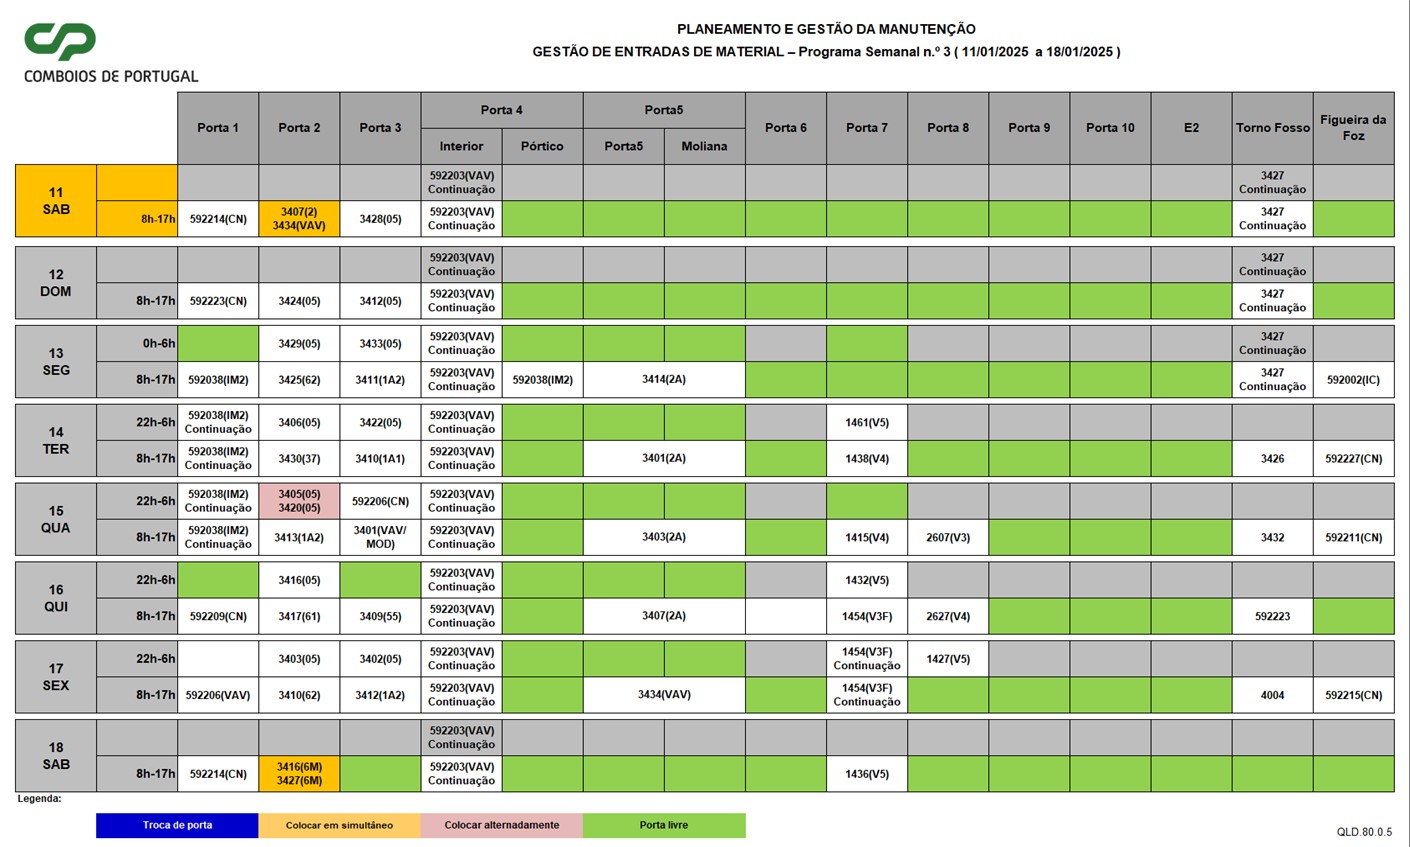 PLANEAMENTO E GESTÃO DA MANUTENÇÃO
GESTÃO DE ENTRADAS DE MATERIAL – Programa Semanal n.º 3 ( 11/01/2025 a 18/01/2025 )
COMBOIOS DE PORTUGAL
Porta 1 Porta 2 Porta 3 Porta 4 Porta5 Porta 6 Porta 7 Porta 8 Porta 9 Porta 10 E2 Torno Fosso Figueira da Foz
Interior Pórtico Porta5 Moliana
11 SAB
592203(VAV) Continuação 3427 Continuação
8h-17h 592214(CN) 3407(2) 3434(VAV) 3428(05) 592203(VAV) Continuação 3427 Continuação
12 DOM
592203(VAV) Continuação 3427 Continuação
8h-17h 592223(CN) 3424(05) 3412(05) 592203(VAV) Continuação 3427 Continuação
13 SEG
0h-6h 3429(05) 3433(05) 592203(VAV) Continuação 3427 Continuação
8h-17h 592038(IM2) 3425(62) 3411(1A2) 592203(VAV) Continuação 592038(IM2) 3414(2A) 3427 Continuação 592002(IC)
14 TER
22h-6h 592038(IM2) Continuação 3406(05) 3422(05) 592203(VAV) Continuação 1461(V5)
8h-17h 592038(IM2) Continuação 3430(37) 3410(1A1) 592203(VAV) Continuação 3401(2A) 1438(V4) 3426 592227(CN)
15 QUA
22h-6h 592038(IM2) Continuação 3405(05) 3420(05) 592206(CN) 592203(VAV) Continuação
8h-17h 592038(IM2) Continuação 3413(1A2) 3401(VAV/ MOD) 592203(VAV) Continuação 3403(2A) 1415(V4) 2607(V3) 3432 592211(CN)
16 QUI
22h-6h 3416(05) 592203(VAV) Continuação 1432(V5)
8h-17h 592209(CN) 3417(61) 3409(55) 592203(VAV) Continuação 3407(2A) 1454(V3F) 2627(V4) 592223
17 SEX
22h-6h 3403(05) 3402(05) 592203(VAV) Continuação 1454(V3F) Continuação 1427(V5)
8h-17h 592206(VAV) 3410(62) 3412(1A2) 592203(VAV) Continuação 3434(VAV) 1454(V3F) Continuação 4004 592215(CN)
18 SAB
592203(VAV) Continuação
8h-17h 592214(CN) 3416(6M) 3427(6M) 592203(VAV) Continuação 1436(V5)
Legenda:
Troca de porta Colocar em simultáneo Colocar alternadamente Porta livre
QLD.80.0.5